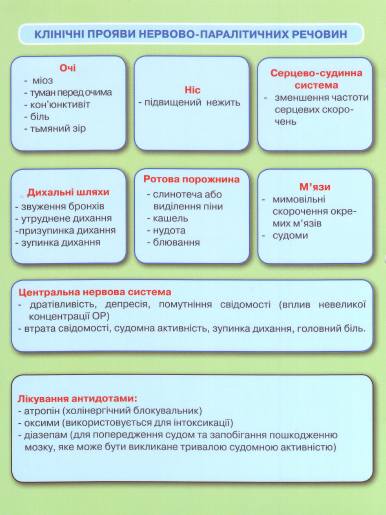 КЛІНІЧНІ ПРОЯВИ НЕРВОВО-ПАРАЛІТИЧНИХ РЕЧОВИН
Очі
- міоз
- туман перед очима
- кон'юнктивіт
- біль
- тьмяний зір
Ніс
- підвищений нежить
Серцево-судинна
система
- зменшення частоти
серцевих скоро-
чень
Дихальні шляхи
- звуження бронхів
- утруднене дихання
- призупинка дихання
- зупинка дихання
Ротова порожнина
- слинотеча або
виділення піни
- кашель
- нудота
- блювання
М'язи
- мимовільні
скорочення окре-
мих м'язів
- судоми
Центральна нервова система
- дратівливість, депресія, помутніння свідомості (вплив невеликої
концентрації ОР)
- втрата свідомості, судомна активність, зупинка дихання, головний біль.
Лікування антидотами:
- атропін (холінергічний блокувальник)
- оксими (використовується для інтоксикації)
- діазепам (для попередження судом та запобігання пошкодженню
мозку, яке може бути викликане тривалою судомною активністю)